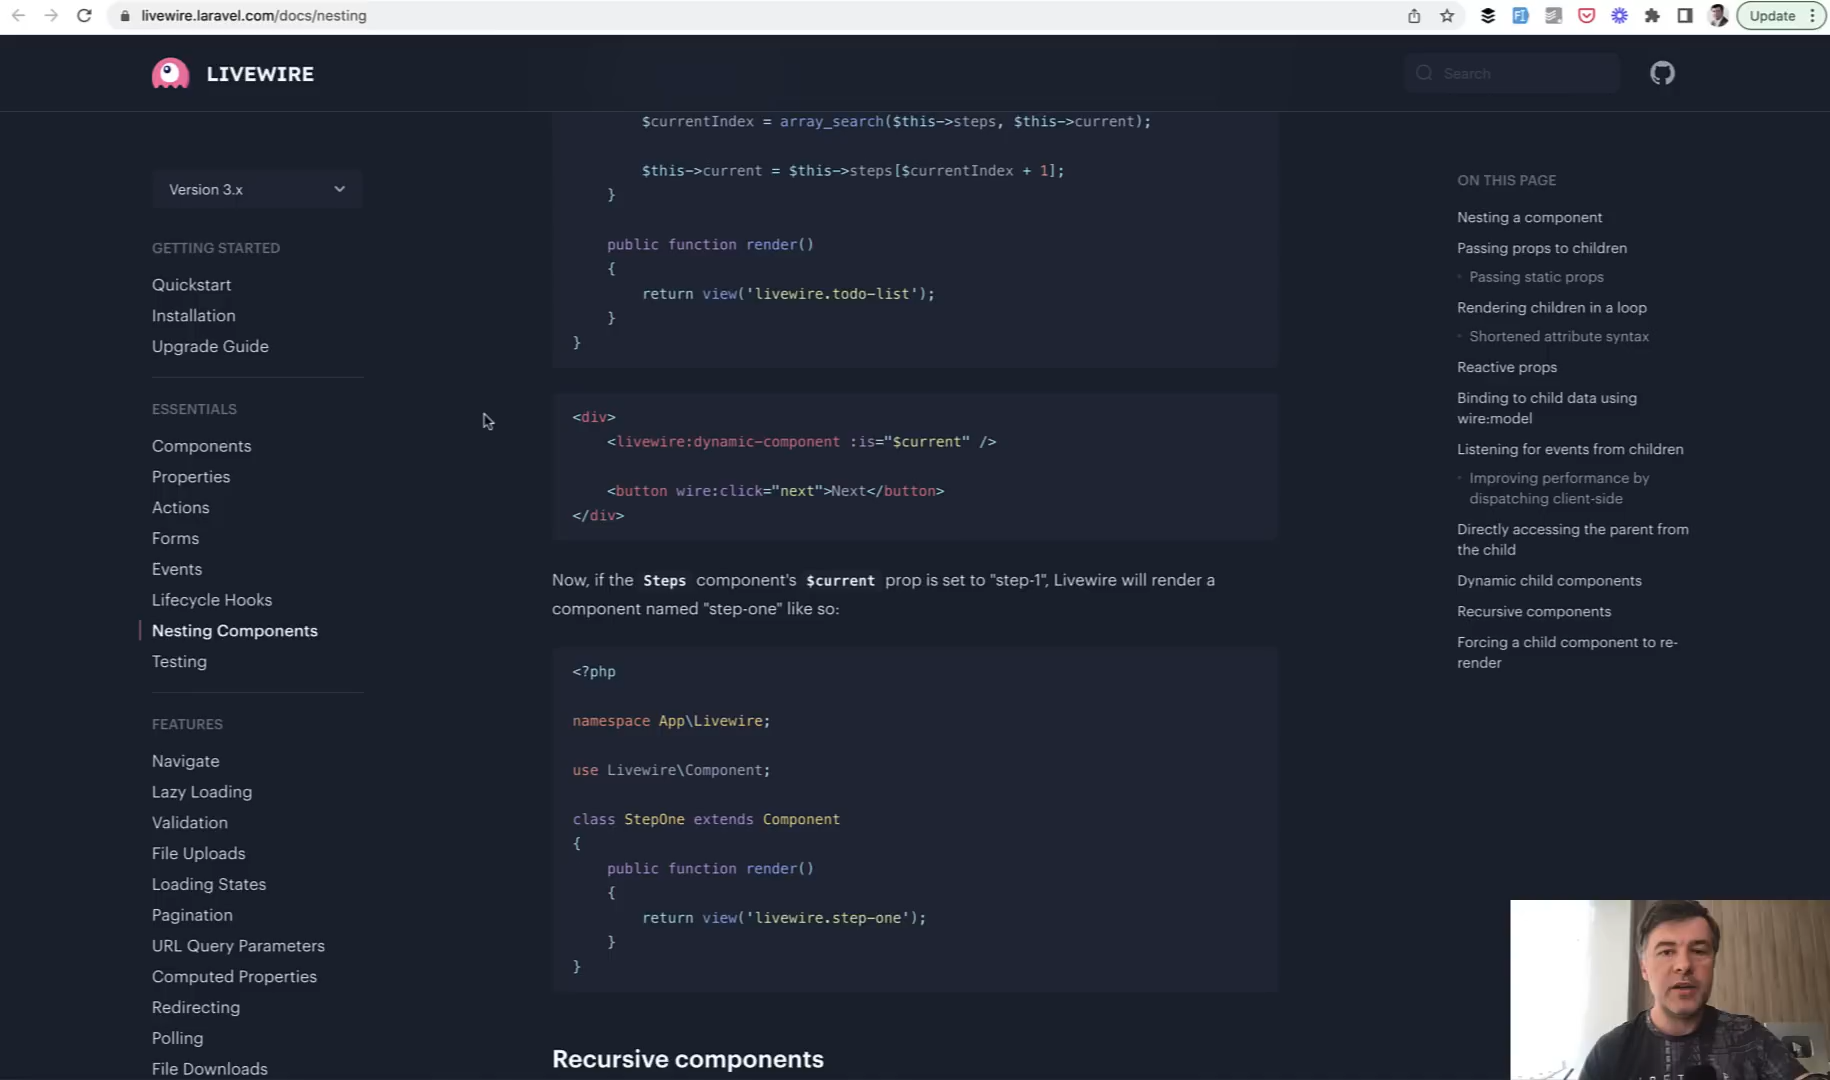 livewire.laravel.com/docs/nesting
Update
LIVEWIRE
Search
Version 3.x
GETTING STARTED
Quickstart
Installation
Upgrade Guide
ESSENTIALS
Components
Properties
Actions
Forms
Events
Lifecycle Hooks
Nesting Components
Testing
FEATURES
Navigate
Lazy Loading
Validation
File Uploads
Loading States
Pagination
URL Query Parameters
Computed Properties
Redirecting
Polling
File Downloads
$currentIndex = array_search($this->steps, $this->current);
$this->current = $this->steps[$currentIndex + 1];
}
public function render()
{
return view('livewire.todo-list');
}
}
<div>
<livewire:dynamic-component :is="$current" />
<button wire:click="next">Next</button>
</div>
Now, if the Steps component's $current prop is set to "step-1", Livewire will render a
component named "step-one" like so:
<?php
namespace App\Livewire;
use Livewire\Component;
class StepOne extends Component
{
public function render()
{
return view('livewire.step-one');
}
}
Recursive components
ON THIS PAGE
Nesting a component
Passing props to children
Passing static props
Rendering children in a loop
Shortened attribute syntax
Reactive props
Binding to child data using
wire:model
Listening for events from children
Improving performance by
dispatching client-side
Directly accessing the parent from
the child
Dynamic child components
Recursive components
Forcing a child component to re-
render